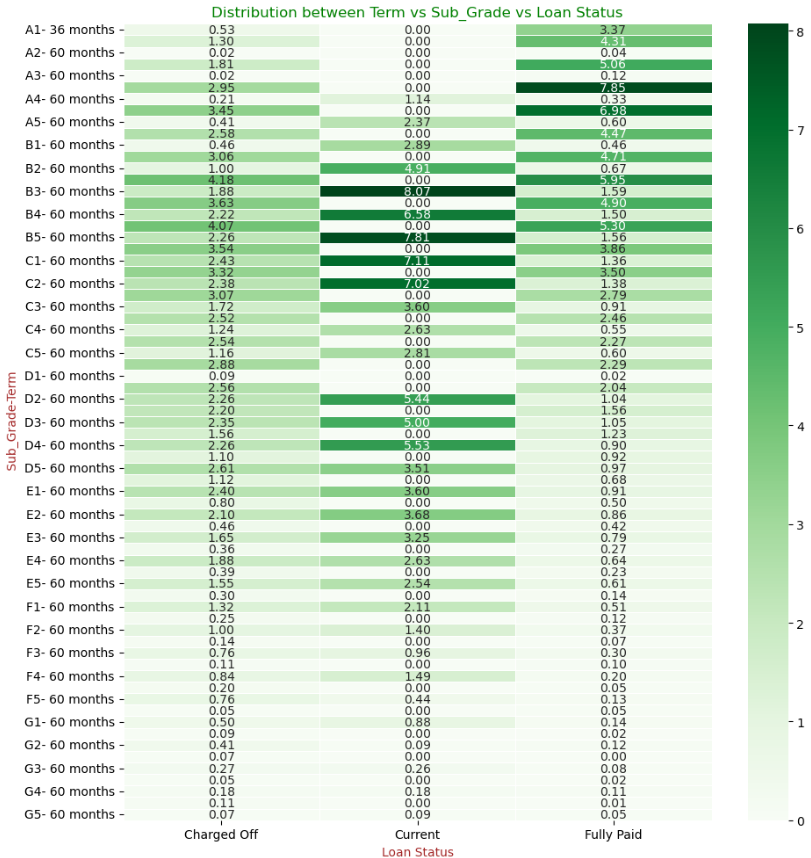 Distribution between Term vs Sub_Grade vs Loan Status
A1- 36 months 0.53 0.00 3.37
1.30 0.00 4.31
A2- 60 months 0.02 0.00 0.04
1.81 0.00 5.06
A3- 60 months 0.02 0.00 0.12
2.95 0.00 7.85
A4- 60 months 0.21 1.14 0.33
3.45 0.00 6.98
A5- 60 months 0.41 2.37 0.60
2.58 0.00 4.47
B1- 60 months 0.46 2.89 0.46
3.06 0.00 4.71
B2- 60 months 1.00 4.91 0.67
4.18 0.00 5.95
B3- 60 months 1.88 8.07 1.59
3.63 0.00 4.90
B4- 60 months 2.22 6.58 1.50
4.07 0.00 5.30
B5- 60 months 2.26 7.81 1.56
3.54 0.00 3.86
C1- 60 months 2.43 7.11 1.36
3.32 0.00 3.50
C2- 60 months 2.38 7.02 1.38
3.07 0.00 2.79
C3- 60 months 1.72 3.60 0.91
2.52 0.00 2.46
C4- 60 months 1.24 2.63 0.55
2.54 0.00 2.27
C5- 60 months 1.16 2.81 0.60
2.88 0.00 2.29
D1- 60 months 0.09 0.00 0.02
2.56 0.00 2.04
D2- 60 months 2.26 5.44 1.04
2.20 0.00 1.56
D3- 60 months 2.35 5.00 1.05
1.56 0.00 1.23
D4- 60 months 2.26 5.53 0.90
1.10 0.00 0.92
D5- 60 months 2.61 3.51 0.97
1.12 0.00 0.68
E1- 60 months 2.40 3.60 0.91
0.80 0.00 0.50
E2- 60 months 2.10 3.68 0.86
0.46 0.00 0.42
E3- 60 months 1.65 3.25 0.79
0.36 0.00 0.27
E4- 60 months 1.88 2.63 0.64
0.39 0.00 0.23
E5- 60 months 1.55 2.54 0.61
0.30 0.00 0.14
F1- 60 months 1.32 2.11 0.51
0.25 0.00 0.12
F2- 60 months 1.00 1.40 0.37
0.14 0.00 0.07
F3- 60 months 0.76 0.96 0.30
0.11 0.00 0.10
F4- 60 months 0.84 1.49 0.20
0.20 0.00 0.05
F5- 60 months 0.76 0.44 0.13
0.05 0.00 0.05
G1- 60 months 0.50 0.88 0.14
0.09 0.00 0.02
G2- 60 months 0.41 0.09 0.12
0.07 0.00 0.00
G3- 60 months 0.27 0.26 0.08
0.05 0.00 0.02
G4- 60 months 0.18 0.18 0.11
0.11 0.00 0.01
G5- 60 months 0.07 0.09 0.05
Charged Off Current Fully Paid
Loan Status
Sub_Grade-Term
8
7
6
5
4
3
2
1
0